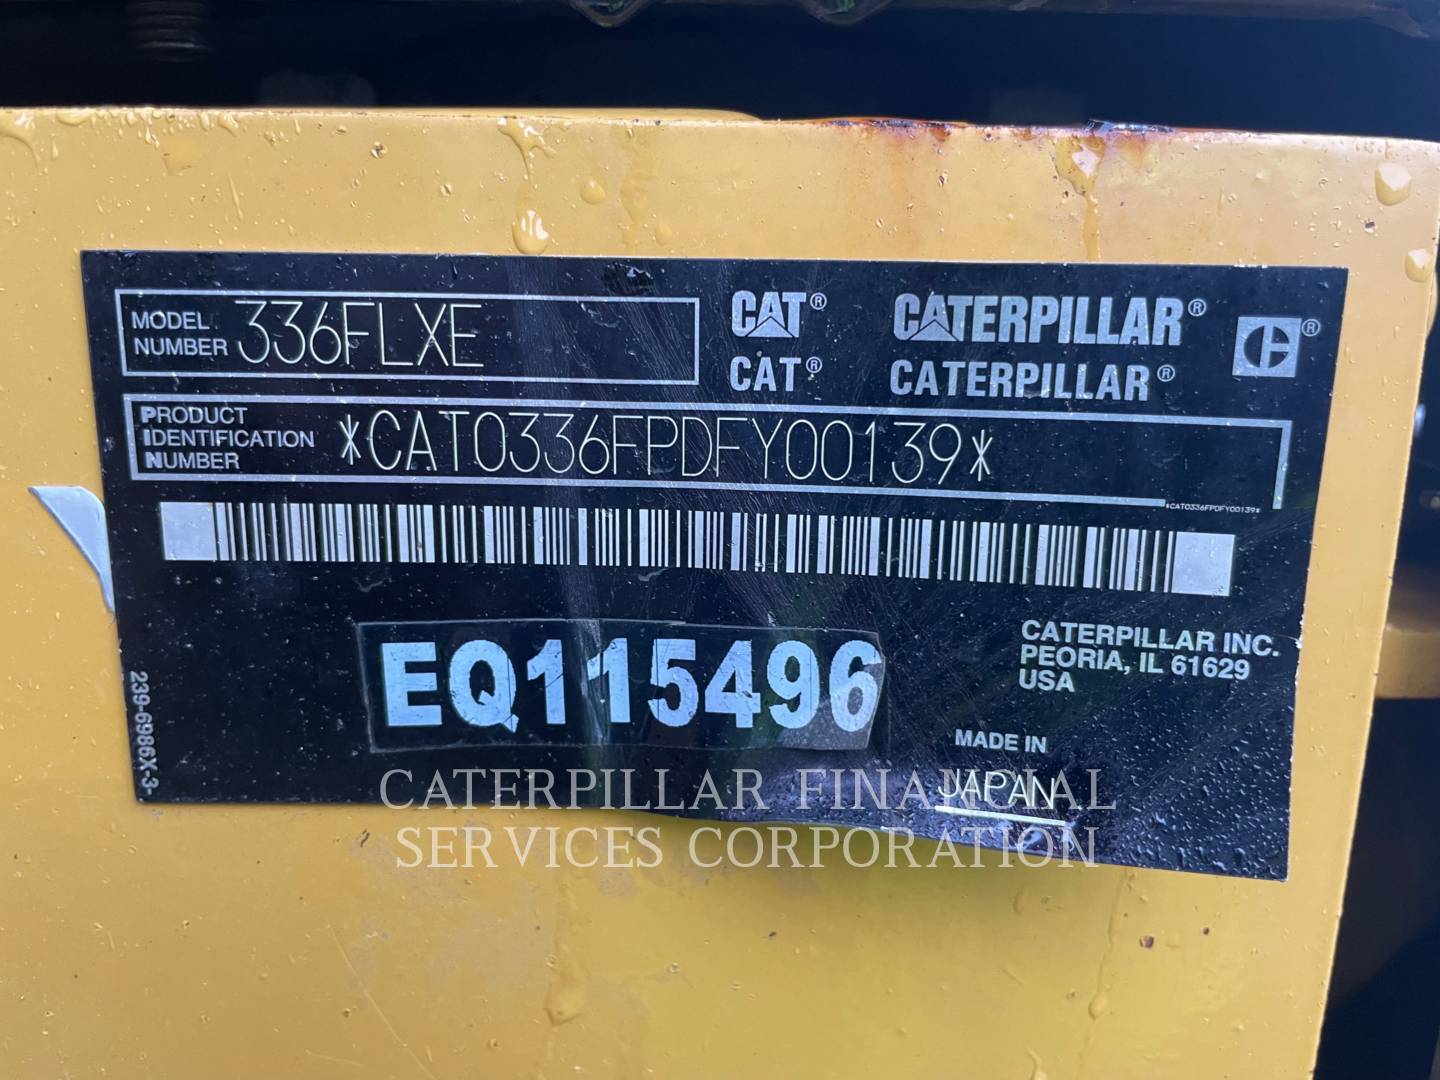 MODEL NUMBER 336FLXE
CAT® CATERPILLAR®
CAT® CATERPILLAR®
PRODUCT IDENTIFICATION NUMBER *CAT0336FPDFY00139*
*CAT0336FPDFY00139*
EQ115496
CATERPILLAR INC.
PEORIA, IL 61629
USA
MADE IN
JAPAN
239-6986X-3
CATERPILLAR FINANCIAL
SERVICES CORPORATION